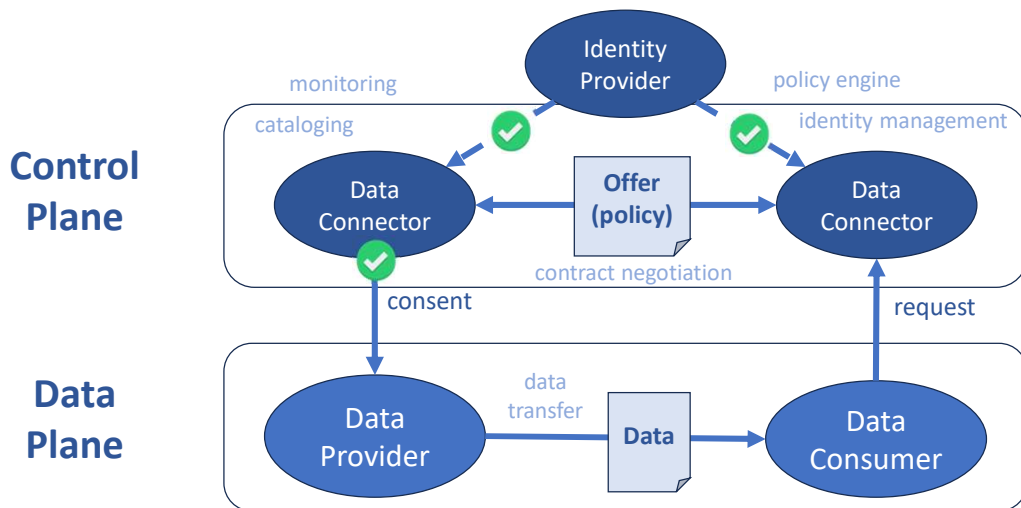 Identity
Provider
monitoring
policy engine
cataloging
identity management
Control
Plane
Data
Connector
Offer
(policy)
Data
Connector
contract negotiation
consent
request
Data
Plane
Data
Provider
data
transfer
Data
Data
Consumer